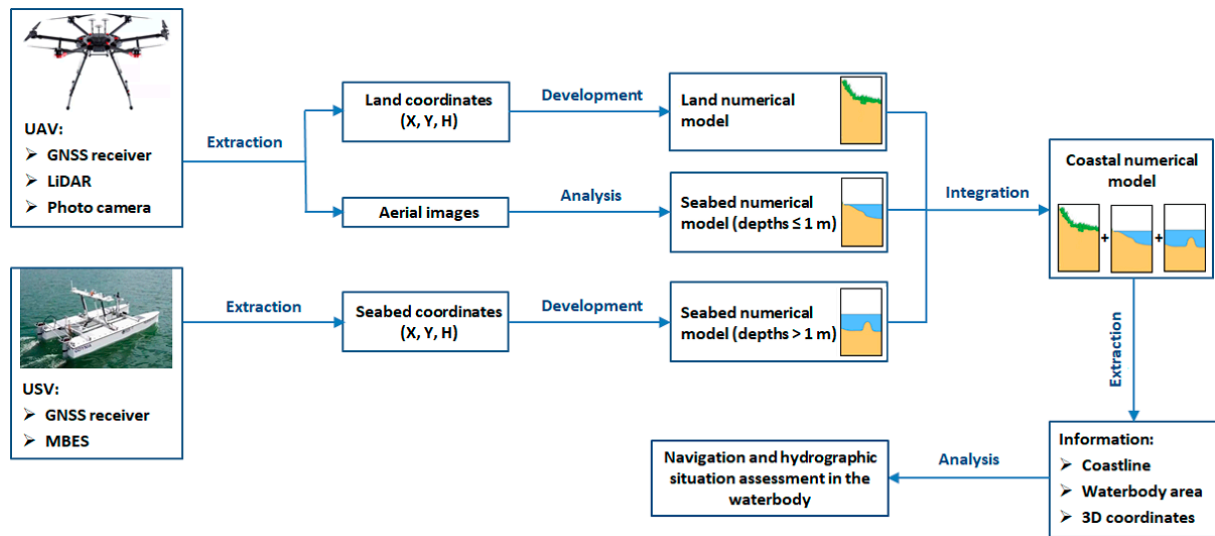 UAV:
➢ GNSS receiver
➢ LiDAR
➢ Photo camera
Extraction
Land coordinates
(X, Y, H)
Development
Land numerical
model
Aerial images
Analysis
Seabed numerical
model (depths ≤ 1 m)
USV:
➢ GNSS receiver
➢ MBES
Extraction
Seabed coordinates
(X, Y, H)
Development
Seabed numerical
model (depths > 1 m)
Integration
Coastal numerical
model
+ +
Extraction
Information:
➢ Coastline
➢ Waterbody area
➢ 3D coordinates
Analysis
Navigation and hydrographic
situation assessment in the
waterbody